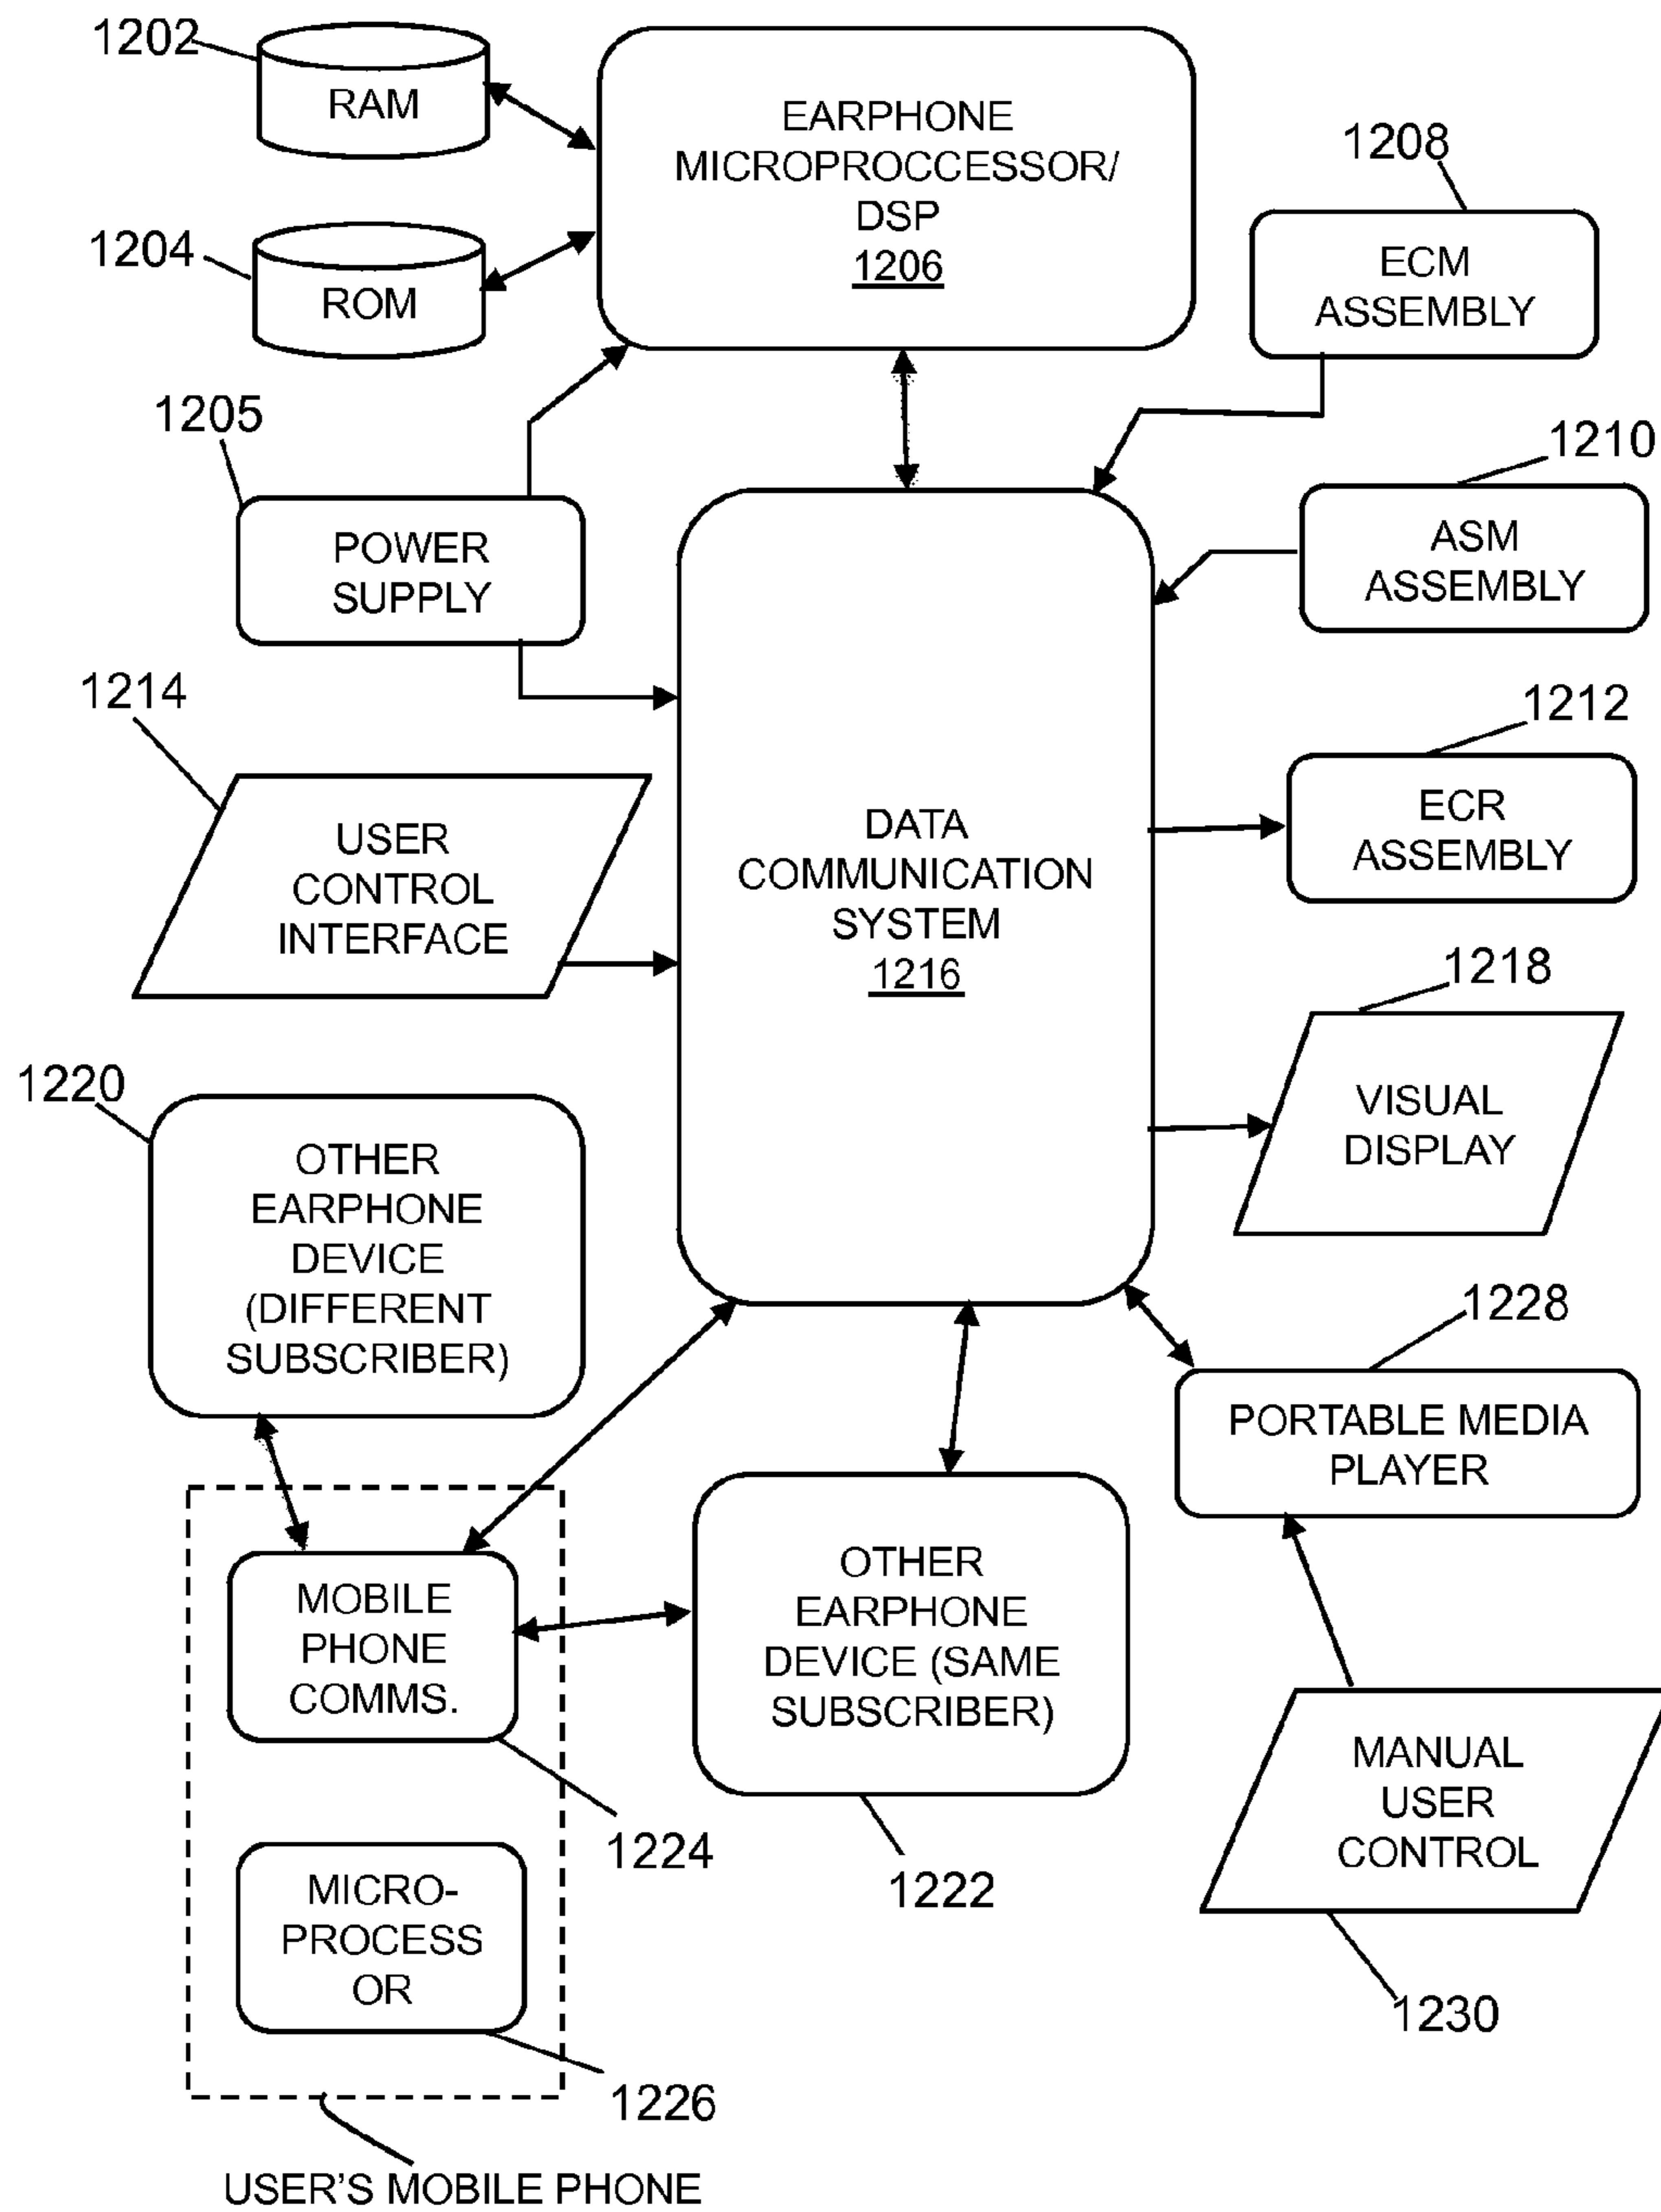 1202
RAM
EARPHONE
MICROPROCCESSOR/
DSP
1206
1208
ECM
ASSEMBLY
1204
ROM
1205
POWER
SUPPLY
1210
ASM
ASSEMBLY
1214
USER
CONTROL
INTERFACE
DATA
COMMUNICATION
SYSTEM
1216
1212
ECR
ASSEMBLY
1218
VISUAL
DISPLAY
1220
OTHER
EARPHONE
DEVICE
(DIFFERENT
SUBSCRIBER)
1228
PORTABLE MEDIA
PLAYER
MOBILE
PHONE
COMMS.
1224
OTHER
EARPHONE
DEVICE (SAME
SUBSCRIBER)
1222
MANUAL
USER
CONTROL
1230
MICRO-
PROCESS
OR
1226
USER'S MOBILE PHONE